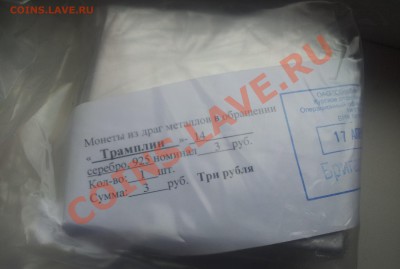 COINS.LAVE.RU
Монеты из драг металлов в обращении
« Трамплин » 14
серебро, 925 номинал 3 руб.
Кол-во: 1 шт.
Сумма: 3 руб. Три рубля
17
COINS.LAVE.RU